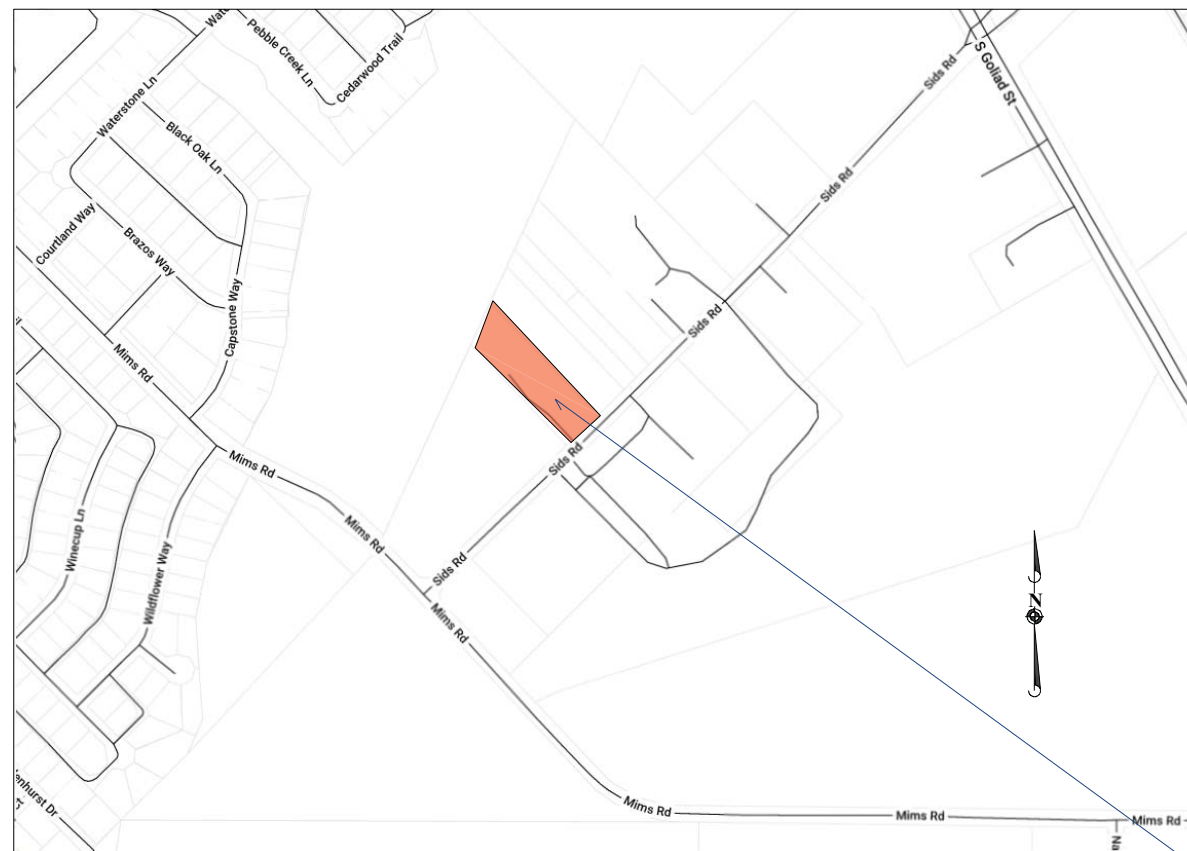 Pebble Creek Ln
Cedarwood Trail
Waterstone Ln
Black Oak Ln
Courtland Way
Brazos Way
Capstone Way
Mims Rd
Sids Rd
S Goliad St
Sids Rd
Sids Rd
Sids Rd
Mims Rd
Sids Rd
Mims Rd
Winecup Ln
Wildflower Way
Sids Rd
Mims Rd
N
Mims Rd
Mims Rd
Mims Rd